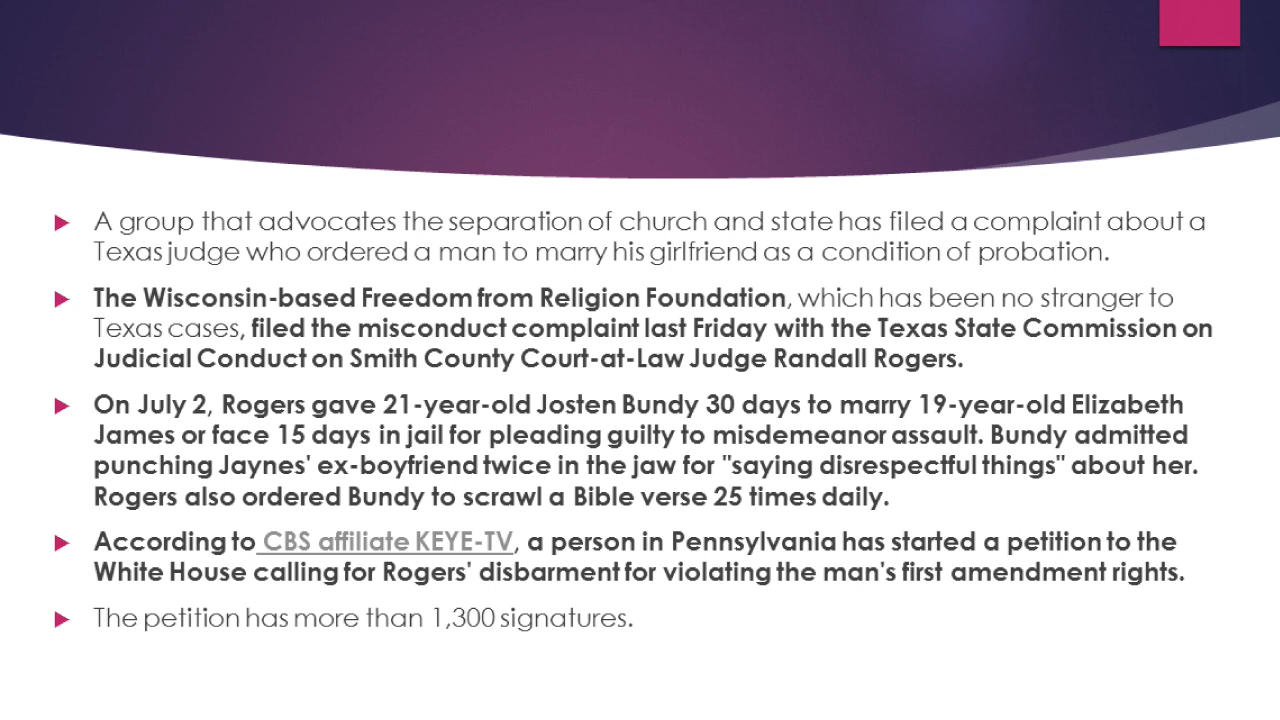 A group that advocates the separation of church and state has filed a complaint about a
Texas judge who ordered a man to marry his girlfriend as a condition of probation.
The Wisconsin-based Freedom from Religion Foundation, which has been no stranger to
Texas cases, filed the misconduct complaint last Friday with the Texas State Commission on
Judicial Conduct on Smith County Court-at-Law Judge Randall Rogers.
On July 2, Rogers gave 21-year-old Josten Bundy 30 days to marry 19-year-old Elizabeth
James or face 15 days in jail for pleading guilty to misdemeanor assault. Bundy admitted
punching Jaynes' ex-boyfriend twice in the jaw for "saying disrespectful things" about her.
Rogers also ordered Bundy to scrawl a Bible verse 25 times daily.
According to CBS affiliate KEYE-TV, a person in Pennsylvania has started a petition to the
White House calling for Rogers' disbarment for violating the man's first amendment rights.
The petition has more than 1,300 signatures.